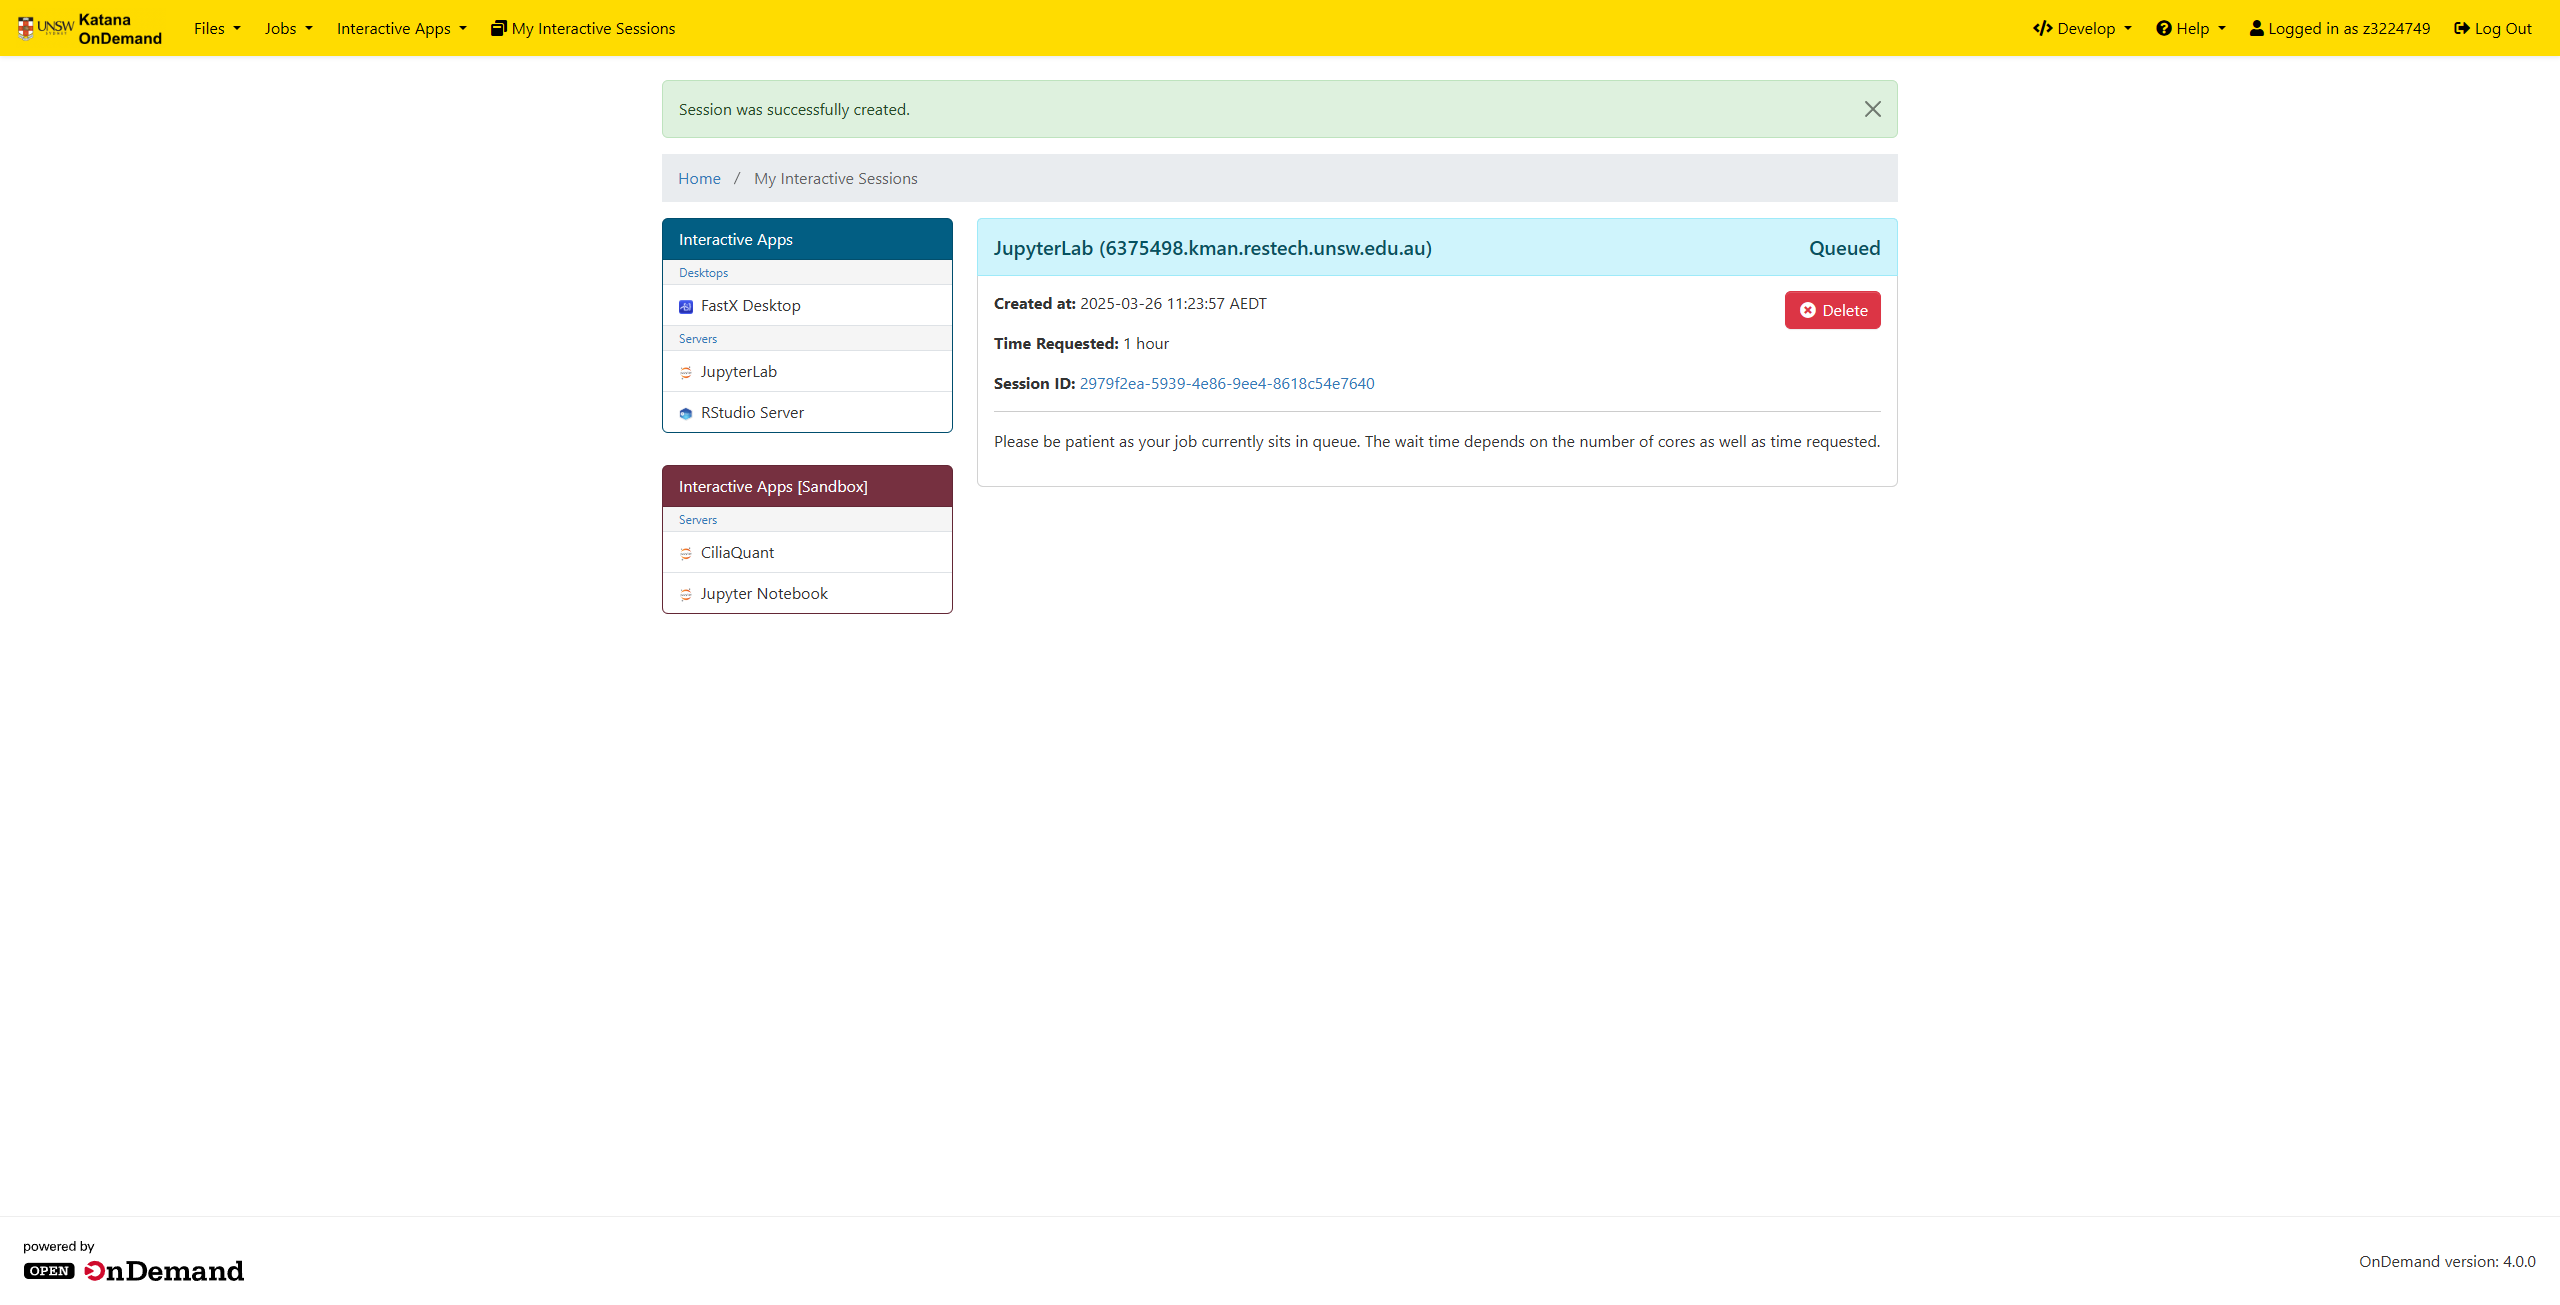 UNSW SYDNEY Katana OnDemand Files Jobs Interactive Apps My Interactive Sessions Develop Help Logged in as z3224749 Log Out
Session was successfully created.
Home / My Interactive Sessions
Interactive Apps
Desktops
FastX Desktop
Servers
JupyterLab
RStudio Server
Interactive Apps [Sandbox]
Servers
CiliaQuant
Jupyter Notebook
JupyterLab (6375498.kman.restech.unsw.edu.au) Queued
Created at: 2025-03-26 11:23:57 AEDT
Delete
Time Requested: 1 hour
Session ID: 2979f2ea-5939-4e86-9ee4-8618c54e7640
Please be patient as your job currently sits in queue. The wait time depends on the number of cores as well as time requested.
powered by
OPEN OnDemand
OnDemand version: 4.0.0